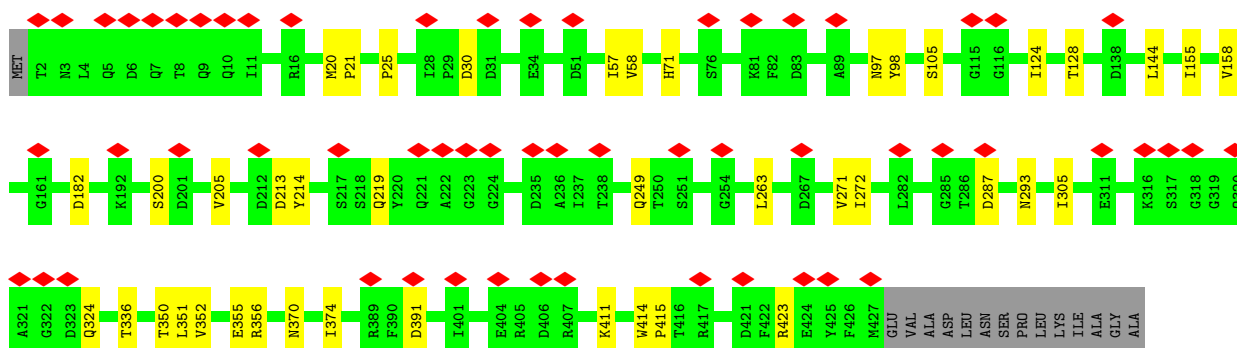 MET T2 N3 L4 Q5 D6 Q7 T8 Q9 Q10 I11 R16 M20 P21 P25 I28 P29 D30 D31 E34 D51 I57 V58 H71 S76 K81 F82 D83 A89 N97 Y98 S105 G115 G116 I124 T128 D138 L144 I155 V158
G161 D182 K192 S200 D201 V205 D212 D213 Y214 S217 S218 Q219 Y220 Q221 A222 G223 G224 D235 A236 I237 T238 Q249 T250 S251 G254 L263 D267 V271 I272 L282 G285 T286 D287 N293 I305 E311 K316 S317 G318 G319
A321 G322 D323 Q324 T336 T350 L351 V352 E355 R356 N370 I374 R389 F390 D391 I401 E404 R405 D406 R407 K411 W414 P415 T416 R417 D421 F422 R423 E424 Y425 F426 M427 GLU VAL ALA ASP LEU ASN SER PRO LEU LYS ILE ALA GLY ALA